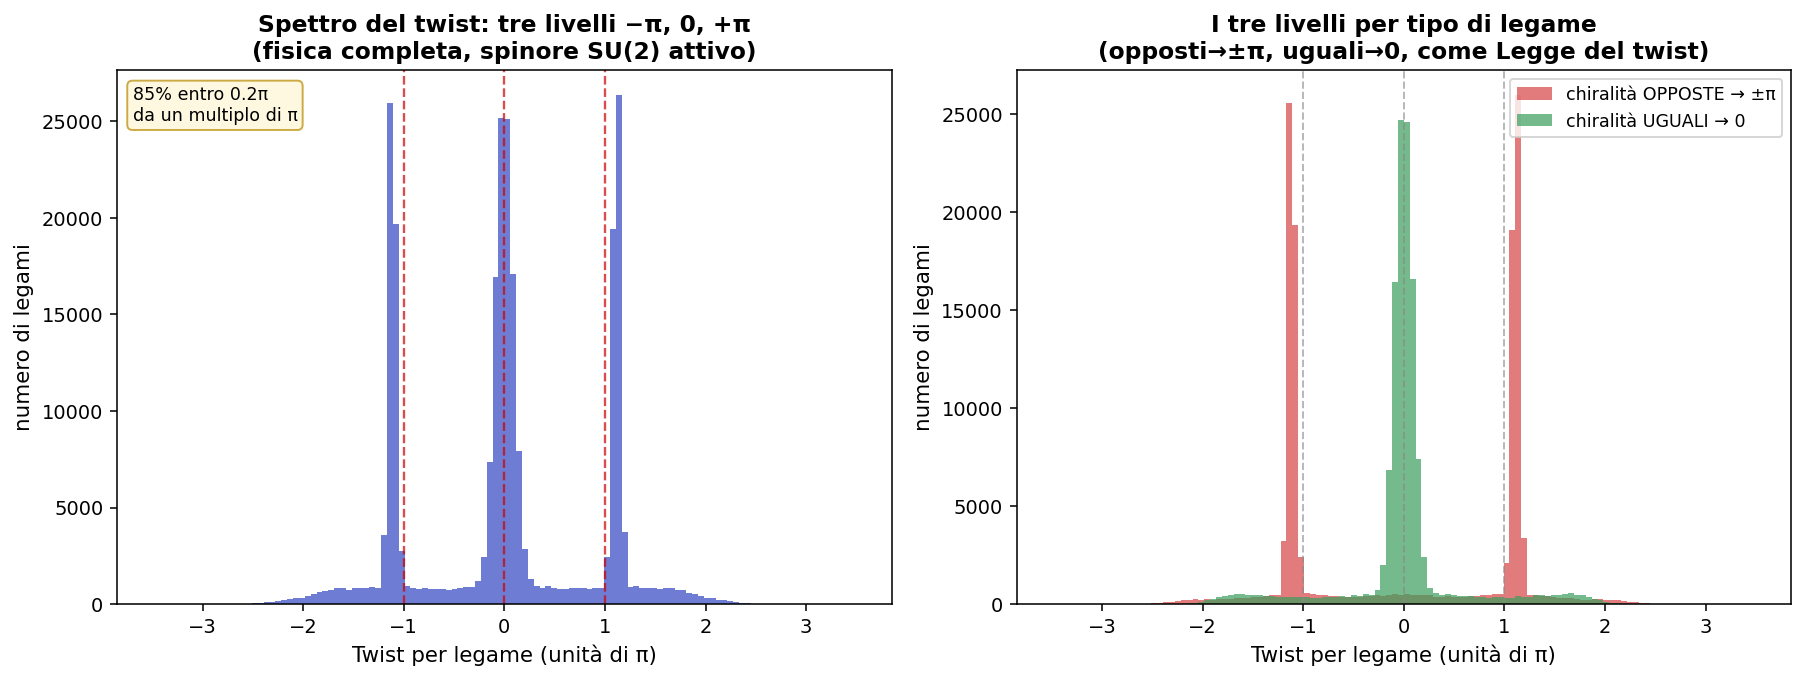 Spettro del twist: tre livelli −π, 0, +π
(fisica completa, spinore SU(2) attivo)
85% entro 0.2π
da un multiplo di π
numero di legami
25000
20000
15000
10000
5000
0
−3
−2
−1
0
1
2
3
Twist per legame (unità di π)
I tre livelli per tipo di legame
(opposti→±π, uguali→0, come Legge del twist)
chiralità OPPOSTE → ±π
chiralità UGUALI → 0
numero di legami
25000
20000
15000
10000
5000
0
−3
−2
−1
0
1
2
3
Twist per legame (unità di π)